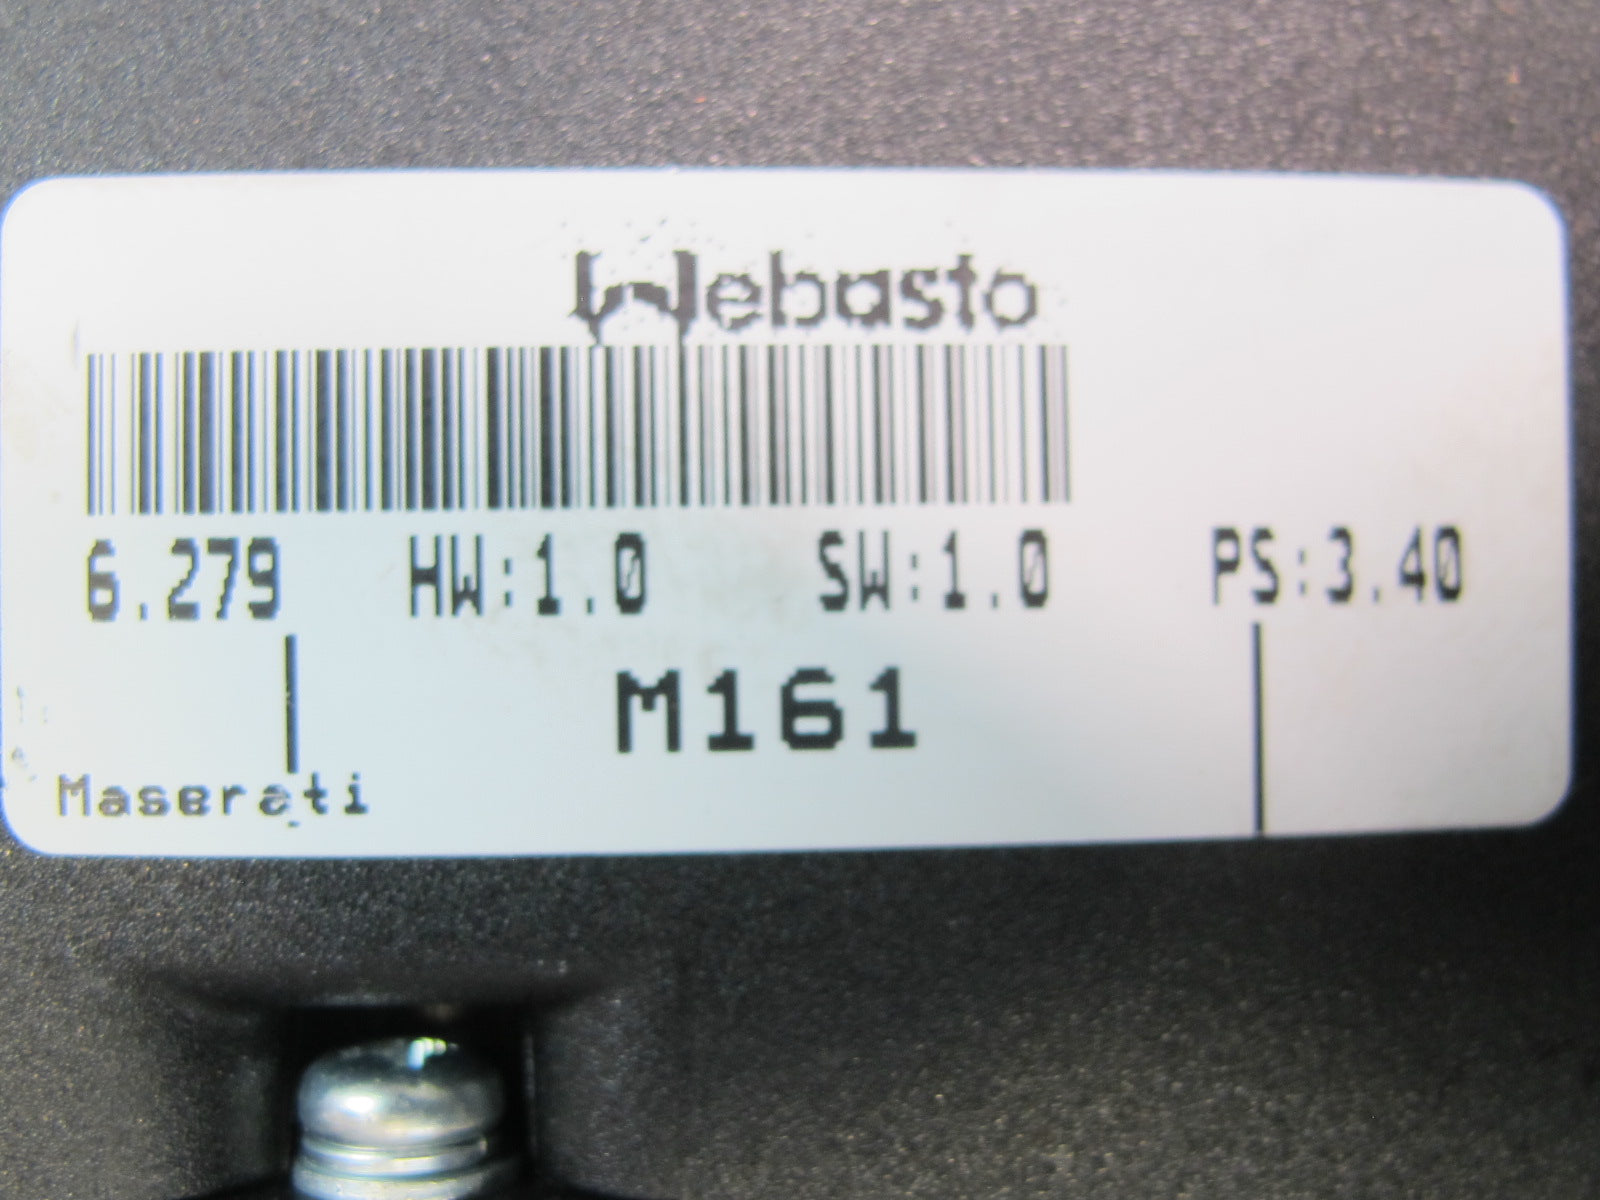 Webasto
6.279 HW:1.0 SW:1.0 PS:3.40
M161
Maserati